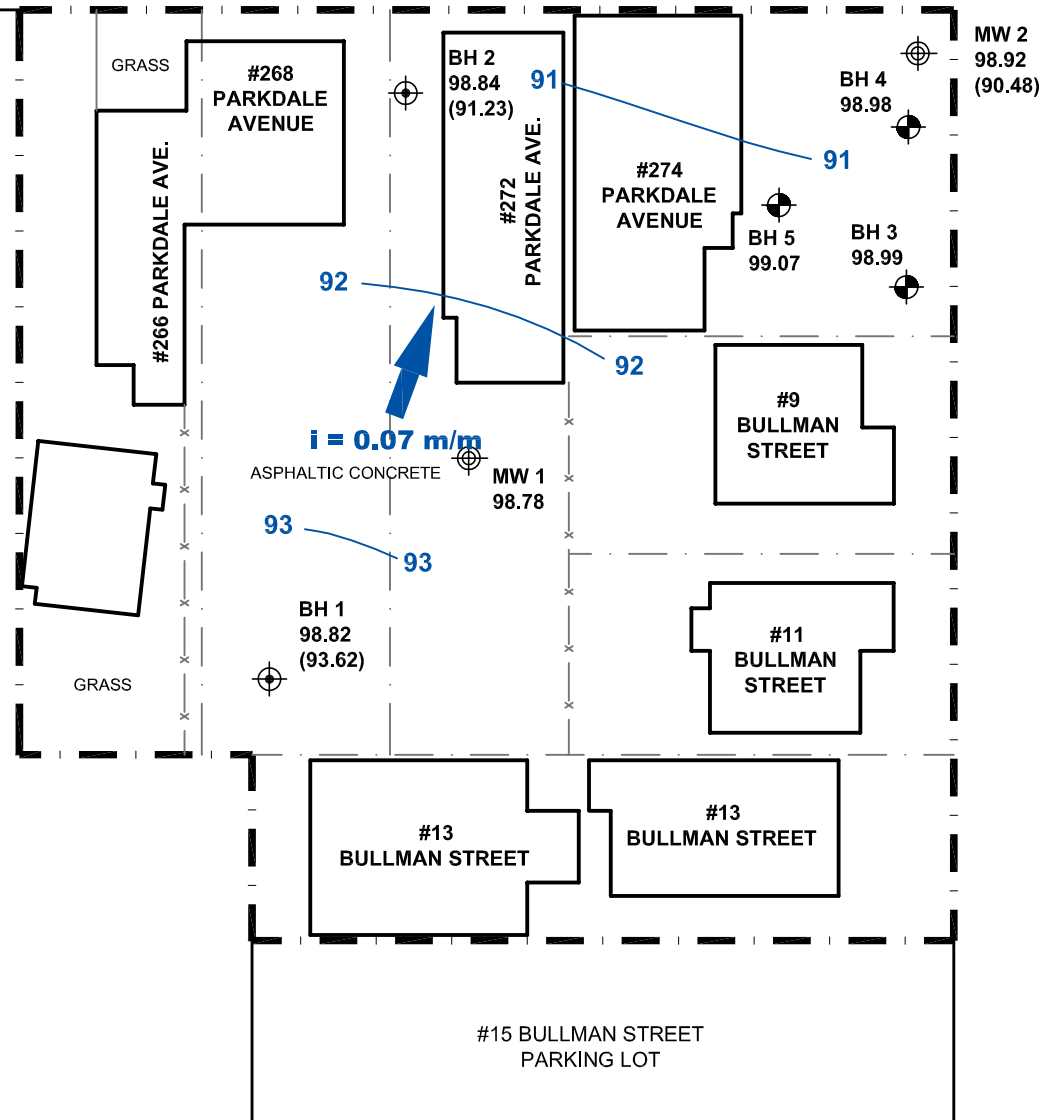 GRASS
#268
PARKDALE
AVENUE
#266 PARKDALE AVE.
BH 2
98.84
(91.23)
#272
PARKDALE AVE.
91
91
#274
PARKDALE
AVENUE
MW 2
98.92
(90.48)
BH 4
98.98
BH 5
99.07
BH 3
98.99
92
92
i = 0.07 m/m
ASPHALTIC CONCRETE
MW 1
98.78
#9
BULLMAN
STREET
93
93
BH 1
98.82
(93.62)
GRASS
#11
BULLMAN
STREET
#13
BULLMAN STREET
#13
BULLMAN STREET
#15 BULLMAN STREET
PARKING LOT